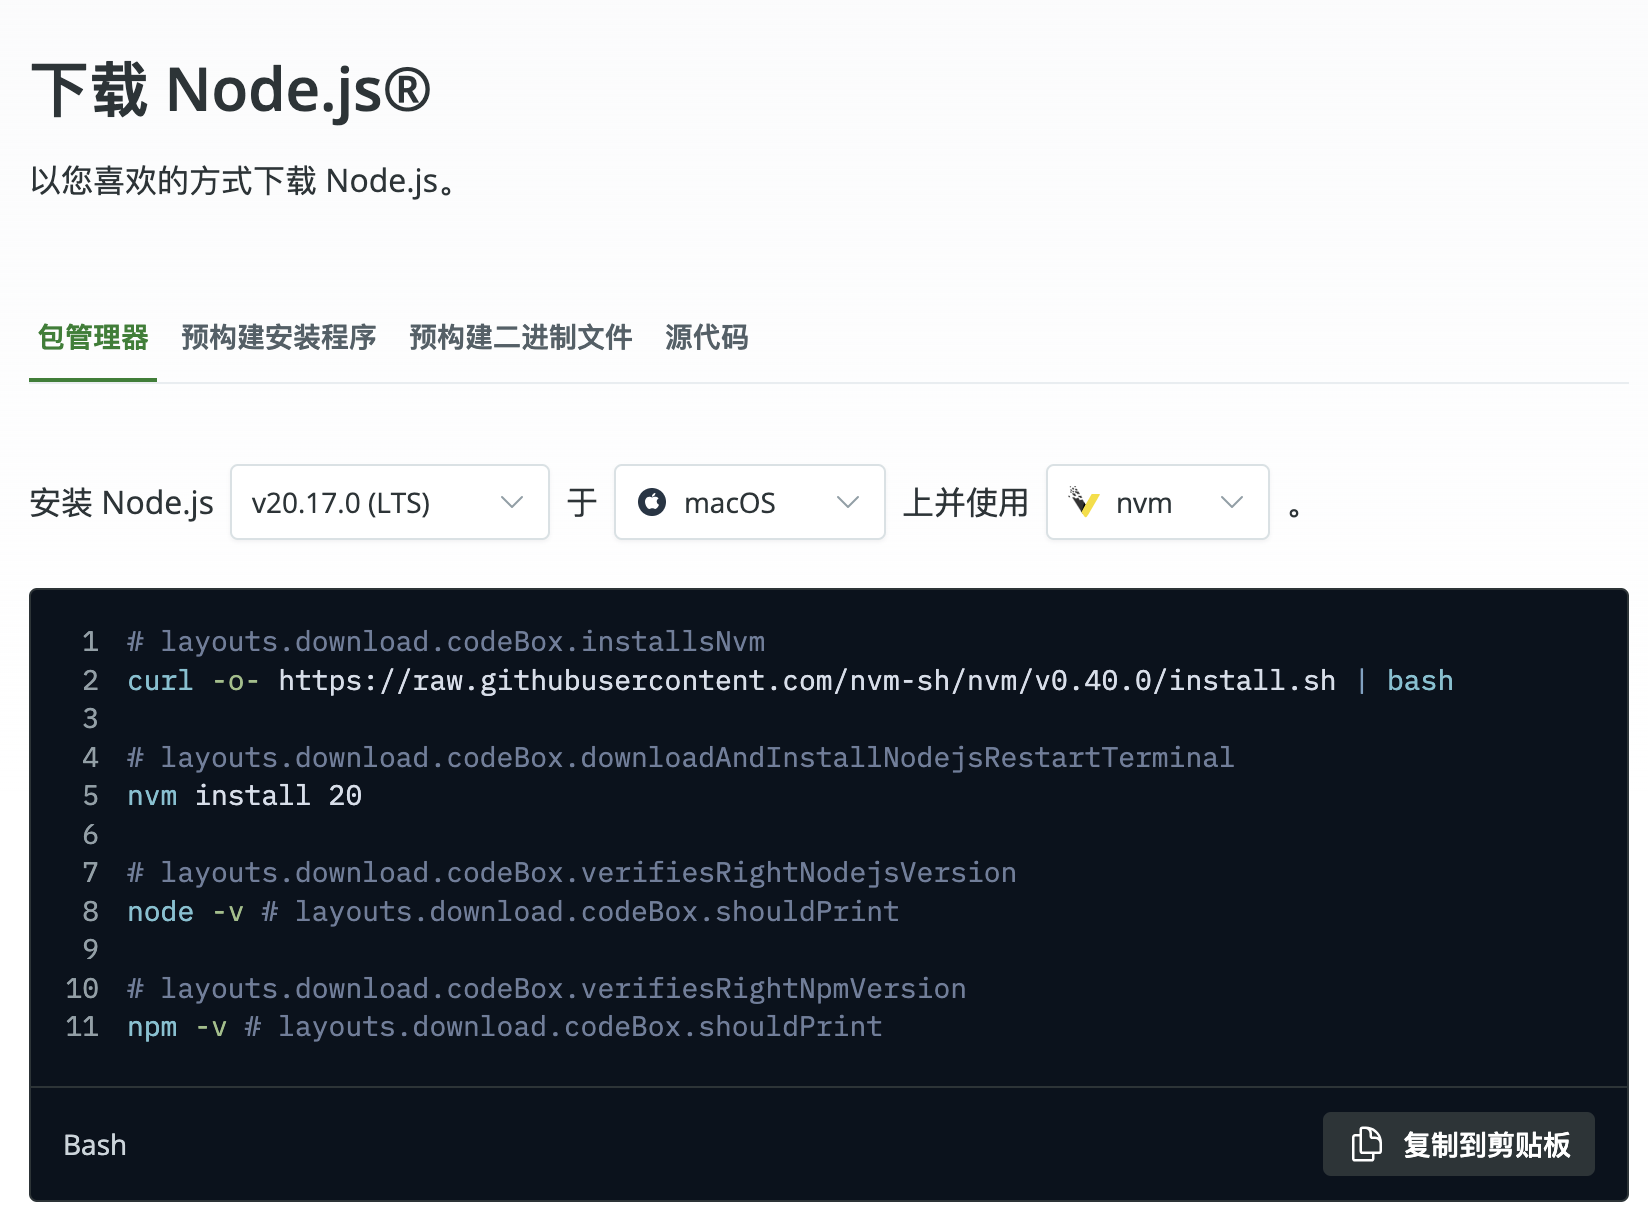 下载 Node.js®
以您喜欢的方式下载 Node.js。
包管理器 预构建安装程序 预构建二进制文件 源代码
安装 Node.js v20.17.0 (LTS) 于 macOS 上并使用 nvm 。
1 # layouts.download.codeBox.installsNvm
2 curl -o- https://raw.githubusercontent.com/nvm-sh/nvm/v0.40.0/install.sh | bash
3
4 # layouts.download.codeBox.downloadAndInstallNodejsRestartTerminal
5 nvm install 20
6
7 # layouts.download.codeBox.verifiesRightNodejsVersion
8 node -v # layouts.download.codeBox.shouldPrint
9
10 # layouts.download.codeBox.verifiesRightNpmVersion
11 npm -v # layouts.download.codeBox.shouldPrint
Bash 复制到剪贴板